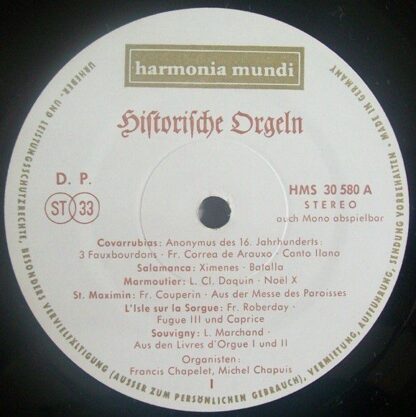 harmonia mundi
Historische Orgeln
D. P.
ST 33
HMS 30 580 A
STEREO
auch Mono abspielbar
Covarrubias: Anonymus des 16. Jahrhunderts:
3 Fauxbourdons - Fr. Correa de Arauxo - Canto llano
Salamanca: Ximenes - Batalla
Marmoutier: L. Cl. Daquin - Noël X
St. Maximin: Fr. Couperin - Aus der Messe des Paroisses
L'Isle sur la Sorgue: Fr. Roberday -
Fugue III und Caprice
Souvigny: L. Marchand -
Aus den Livres d'Orgue I und II
Organisten:
Francis Chapelet, Michel Chapuis
I
URHEBER- UND LEISTUNGSSCHUTZRECHTE, BESONDERS VERVIELFÄLTIGUNG (AUSSER ZUM PERSÖNLICHEN GEBRAUCH), VERMIETUNG, AUFFÜHRUNG, SENDUNG VORBEHALTEN • MADE IN GERMANY